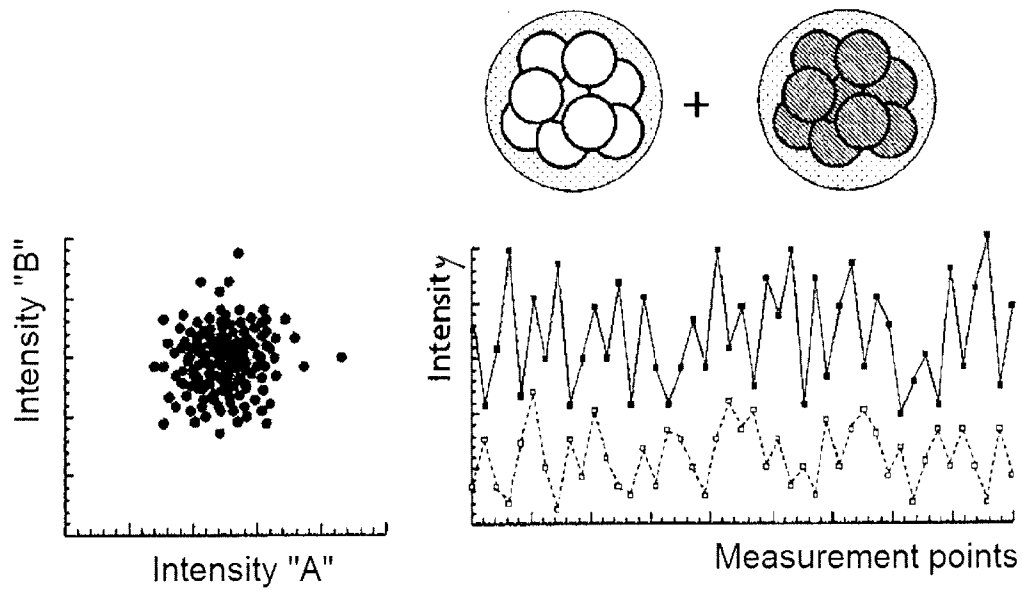 +
Intensity "B"
Intensity "A"
Intensity
Measurement points